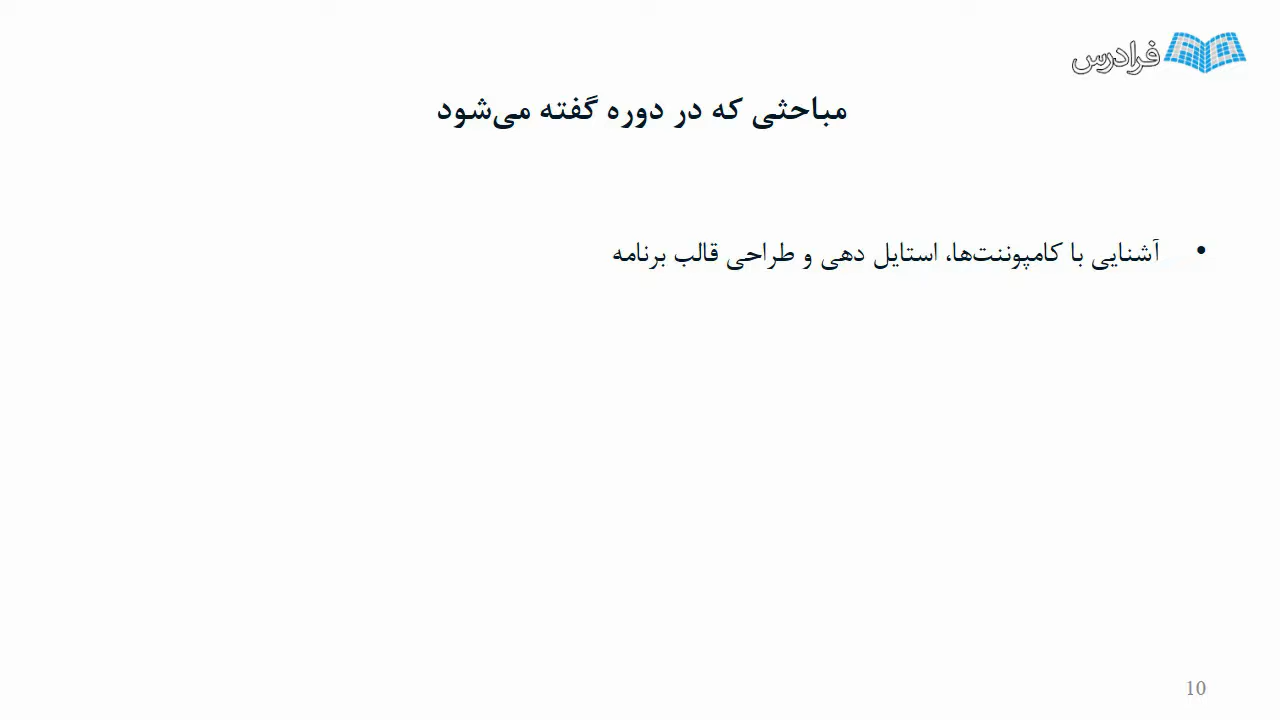 فرادرس
مباحثی که در دوره گفته می‌شود
• آشنایی با کامپوننت‌ها، استایل دهی و طراحی قالب برنامه
10